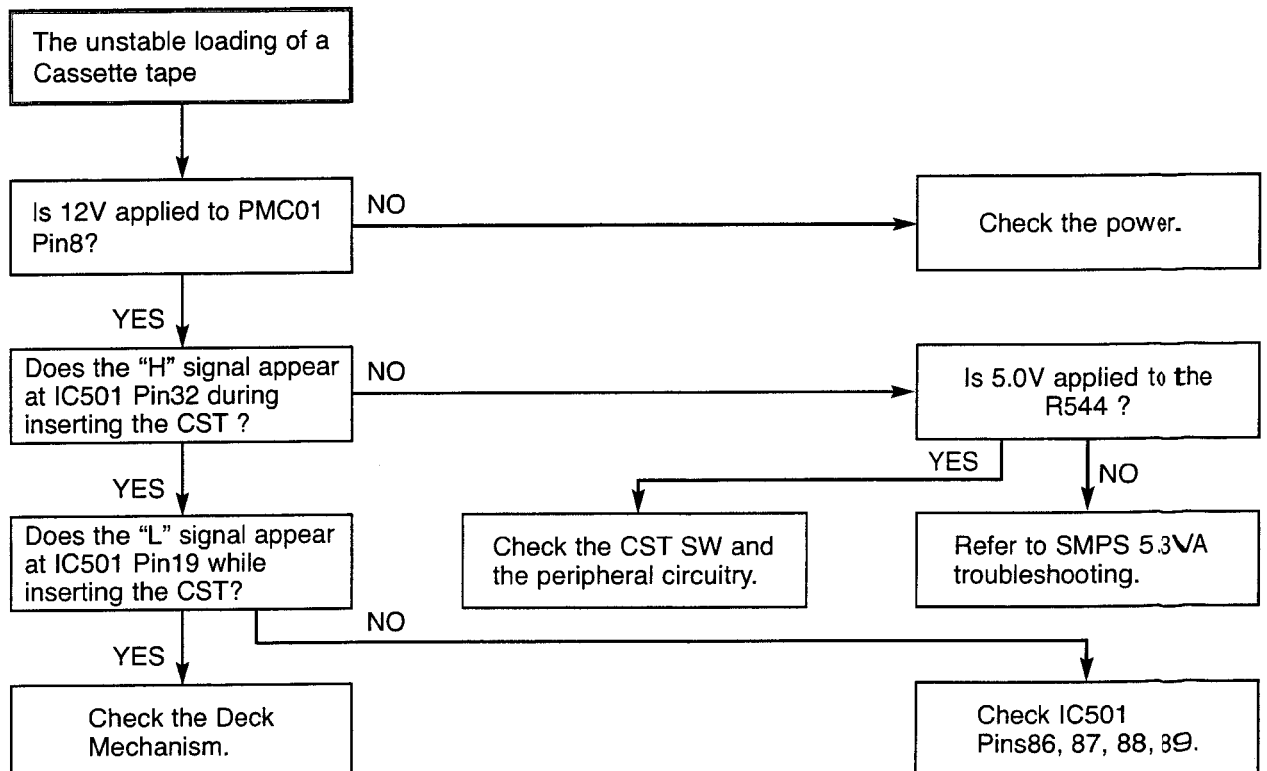 The unstable loading of a
Cassette tape
Is 12V applied to PMC01
Pin8?
NO
Check the power.
YES
Does the “H” signal appear
at IC501 Pin32 during
inserting the CST ?
NO
Is 5.0V applied to the
R544 ?
YES
NO
YES
Does the “L” signal appear
at IC501 Pin19 while
inserting the CST?
Check the CST SW and
the peripheral circuitry.
Refer to SMPS 5.3VA
troubleshooting.
NO
YES
Check the Deck
Mechanism.
Check IC501
Pins86, 87, 88, 89.